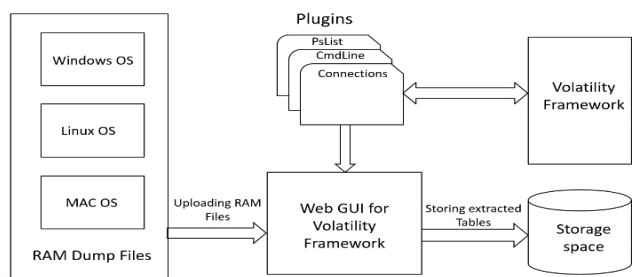 Plugins
PsList
CmdLine
Connections
Windows OS
Linux OS
MAC OS
RAM Dump Files
Uploading RAM
Files
Web GUI for
Volatility
Framework
Volatility
Framework
Storing extracted
Tables
Storage
space